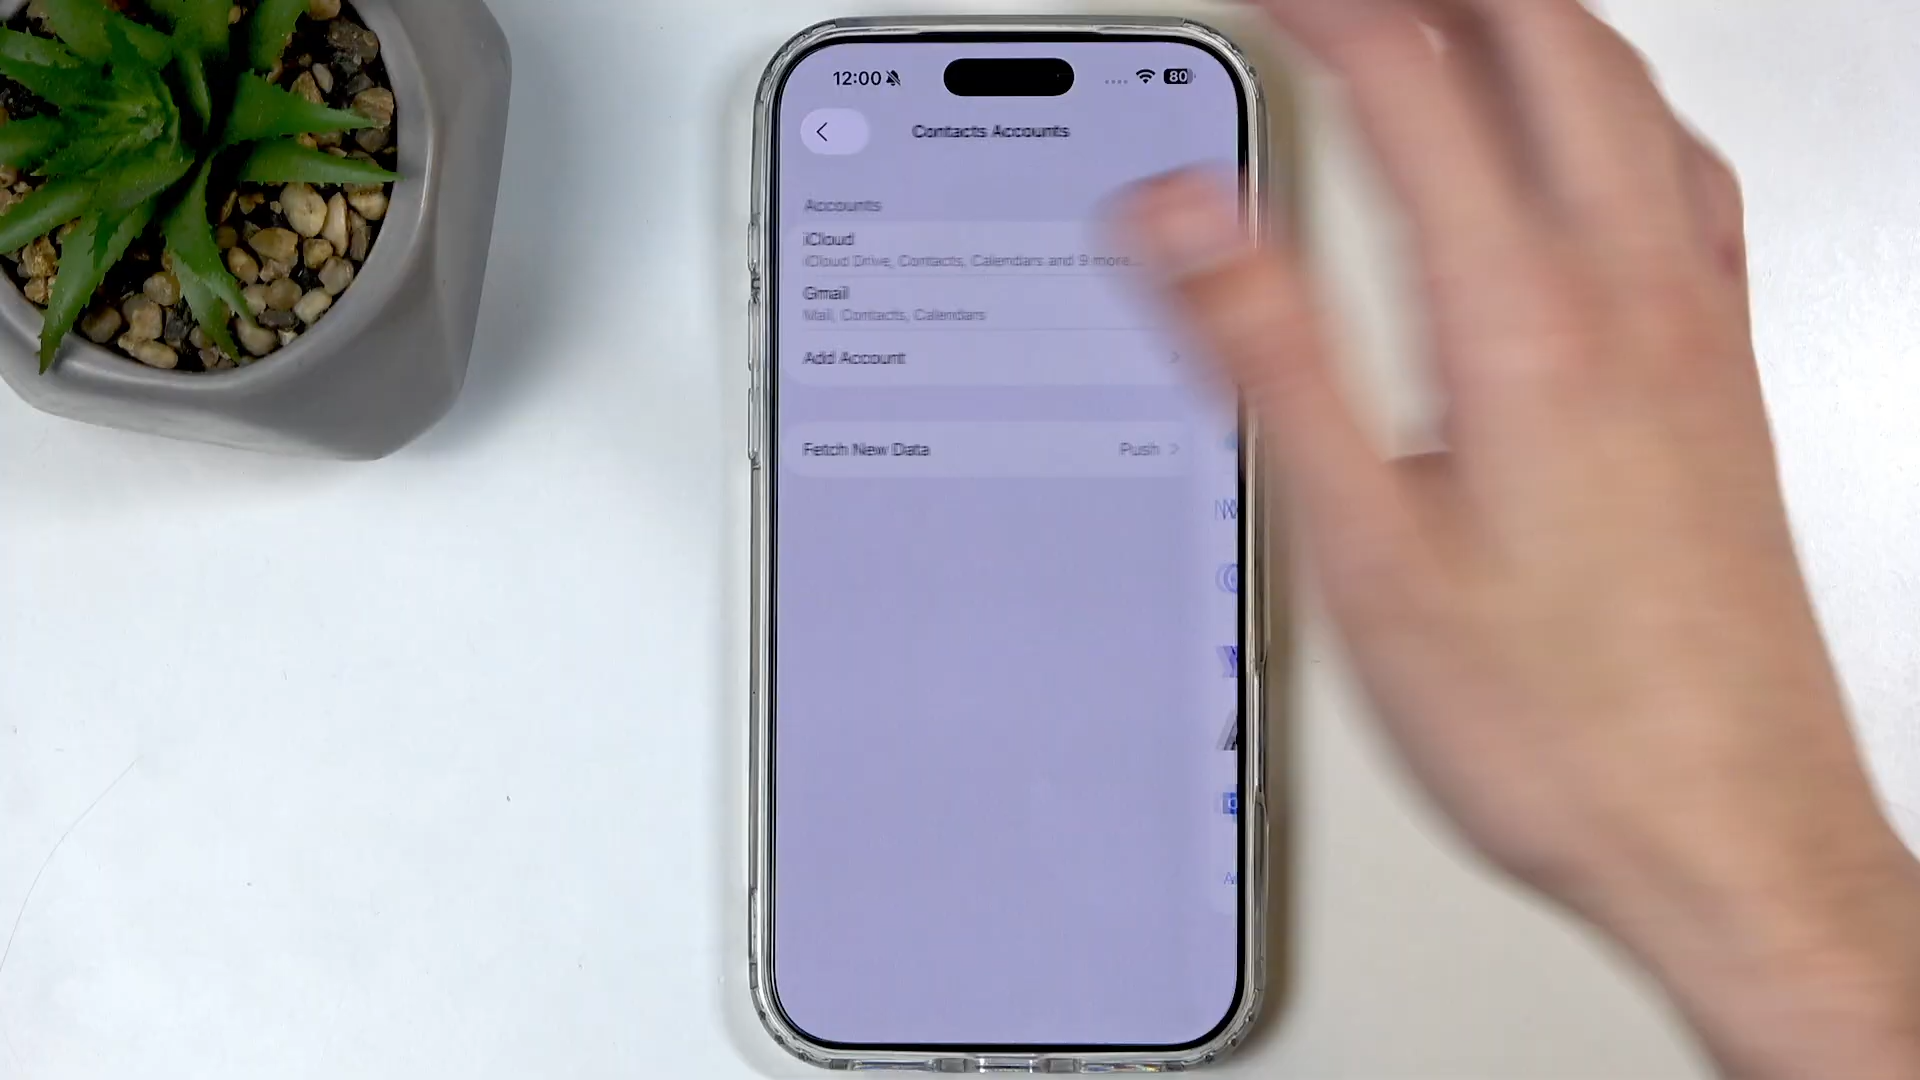 12:00
80
Contacts Accounts
Accounts
iCloud
iCloud Drive, Contacts, Calendars and 9 more...
Gmail
Mail, Contacts, Calendars
Add Account
Fetch New Data
Push